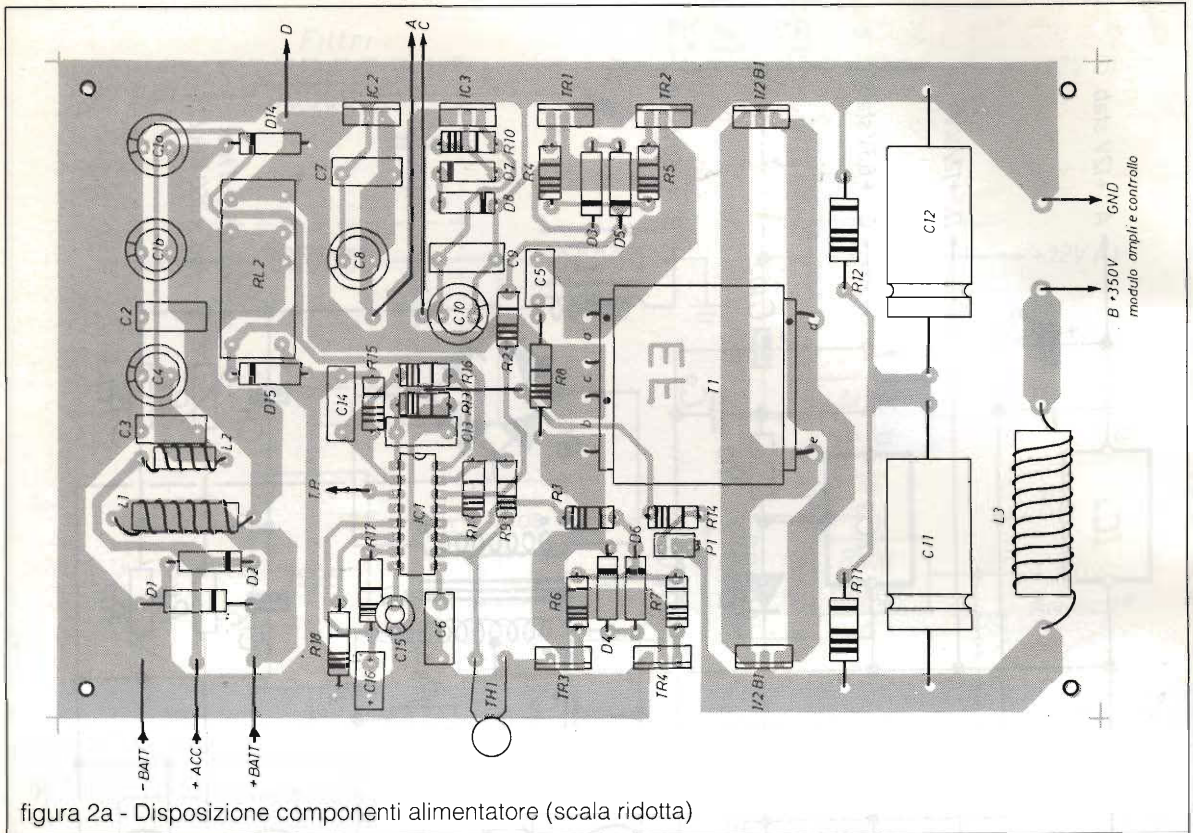 D
A
C
D14
C1a
IC2
IC3
TR1
TR2
1/2 B1
C7
R10
D7
D8
R4
R5
D3
D5
C1b
RL2
C8
C9
C5
R12
C12
GND
B +350V
modulo ampli e controllo
C2
C10
R2
C4
D15
R15
R16
R8
C14
R13
C13
a
c
b
d
e
EF
T1
C3
L2
L1
T.P.
IC1
R1
R9
R3
R14
P1
D6
R17
D1
D2
R18
C15
C6
+C16
R6
R7
D4
R11
C11
L3
TH1
TR3
TR4
1/2 B1
-BATT
+ ACC
+BATT
figura 2a - Disposizione componenti alimentatore (scala ridotta)